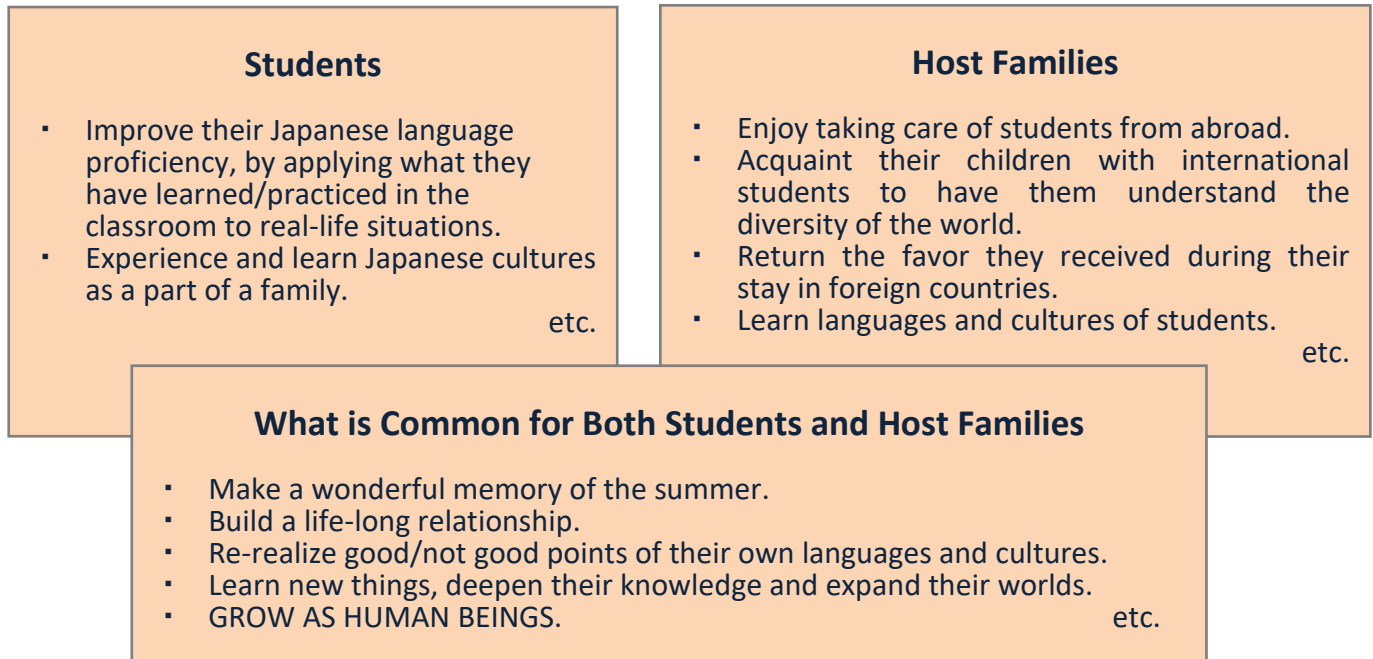 Students
▪ Improve their Japanese language
proficiency, by applying what they
have learned/practiced in the
classroom to real-life situations.
▪ Experience and learn Japanese cultures
as a part of a family.
etc.
Host Families
▪ Enjoy taking care of students from abroad.
▪ Acquaint their children with international
students to have them understand the
diversity of the world.
▪ Return the favor they received during their
stay in foreign countries.
▪ Learn languages and cultures of students.
etc.
What is Common for Both Students and Host Families
▪ Make a wonderful memory of the summer.
▪ Build a life-long relationship.
▪ Re-realize good/not good points of their own languages and cultures.
▪ Learn new things, deepen their knowledge and expand their worlds.
▪ GROW AS HUMAN BEINGS. etc.